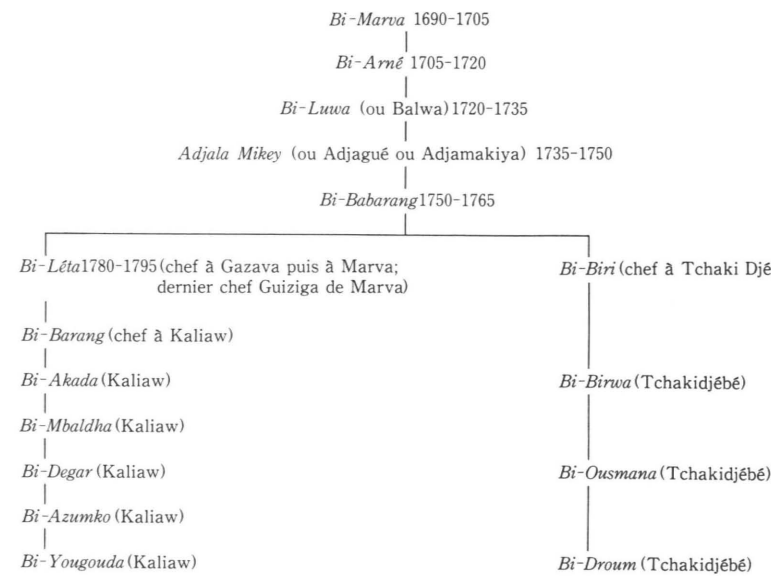 Bi-Marva 1690-1705
Bi-Arné 1705-1720
Bi-Luwa (ou Balwa) 1720-1735
Adjala Mikey (ou Adjagué ou Adjamakiya) 1735-1750
Bi-Babarang 1750-1765
Bi-Léta 1780-1795 (chef à Gazava puis à Marva; Bi-Biri (chef à Tchaki Djé
dernier chef Guiziga de Marva)
Bi-Barang (chef à Kaliaw)
Bi-Akada (Kaliaw) Bi-Birwa (Tchakidjébé)
Bi-Mbaldha (Kaliaw)
Bi-Degar (Kaliaw) Bi-Ousmana (Tchakidjébé)
Bi-Azumko (Kaliaw)
Bi-Yougouda (Kaliaw) Bi-Droum (Tchakidjébé)